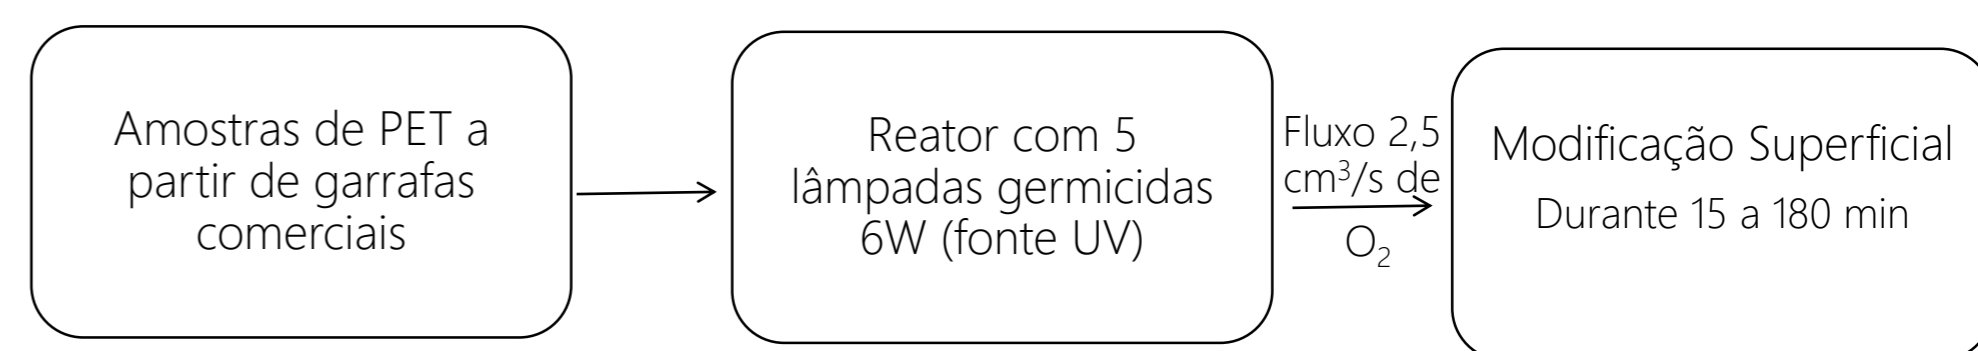 Amostras de PET a
partir de garrafas
comerciais
Reator com 5
lâmpadas germicidas
6W (fonte UV)
Fluxo 2,5
cm³/s de
O₂
Modificação Superficial
Durante 15 a 180 min